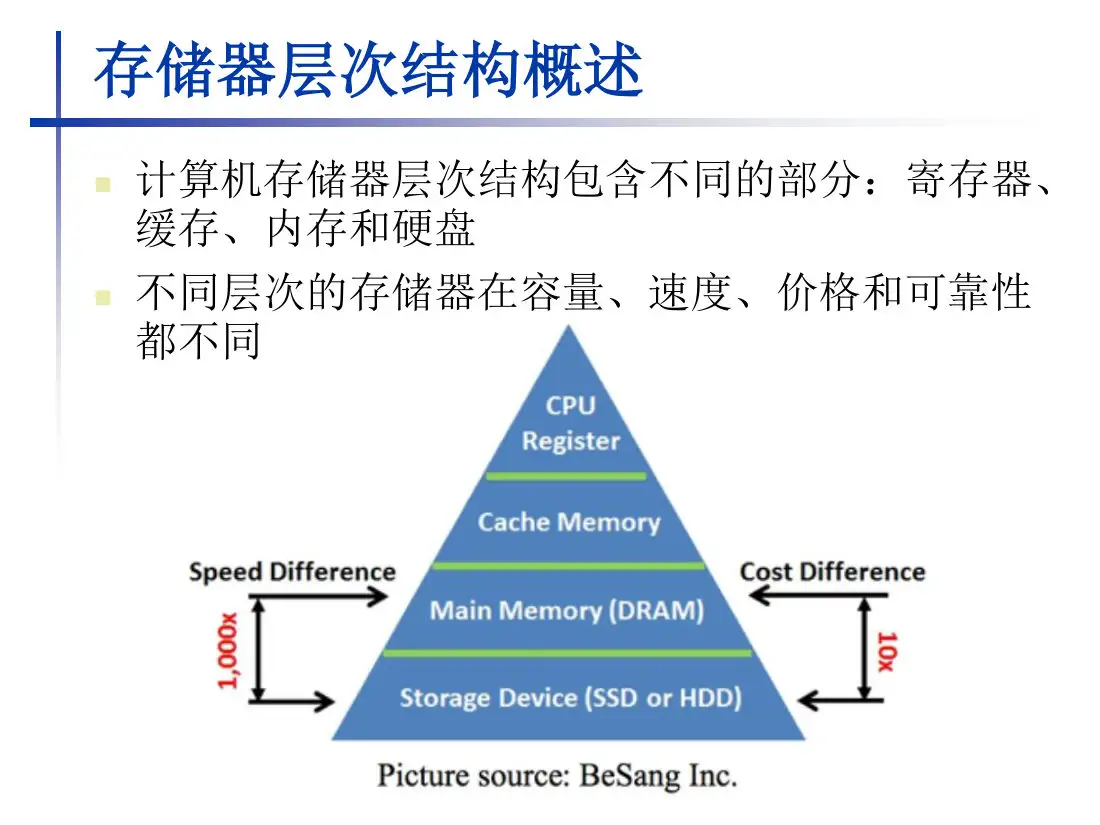 存储器层次结构概述
计算机存储器层次结构包含不同的部分：寄存器、
缓存、内存和硬盘
不同层次的存储器在容量、速度、价格和可靠性
都不同
CPU
Register
Cache Memory
Speed Difference
Cost Difference
Main Memory (DRAM)
1,000x
10x
Storage Device (SSD or HDD)
Picture source: BeSang Inc.